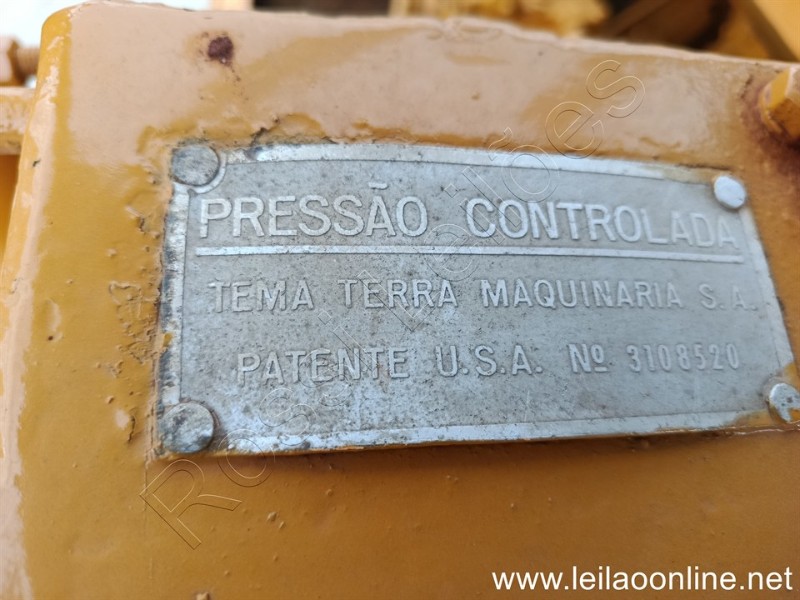 PRESSÃO CONTROLADA
TEMA TERRA MAQUINARIA S.A.
PATENTE U.S.A. Nº 3108520
www.leilaoonline.net